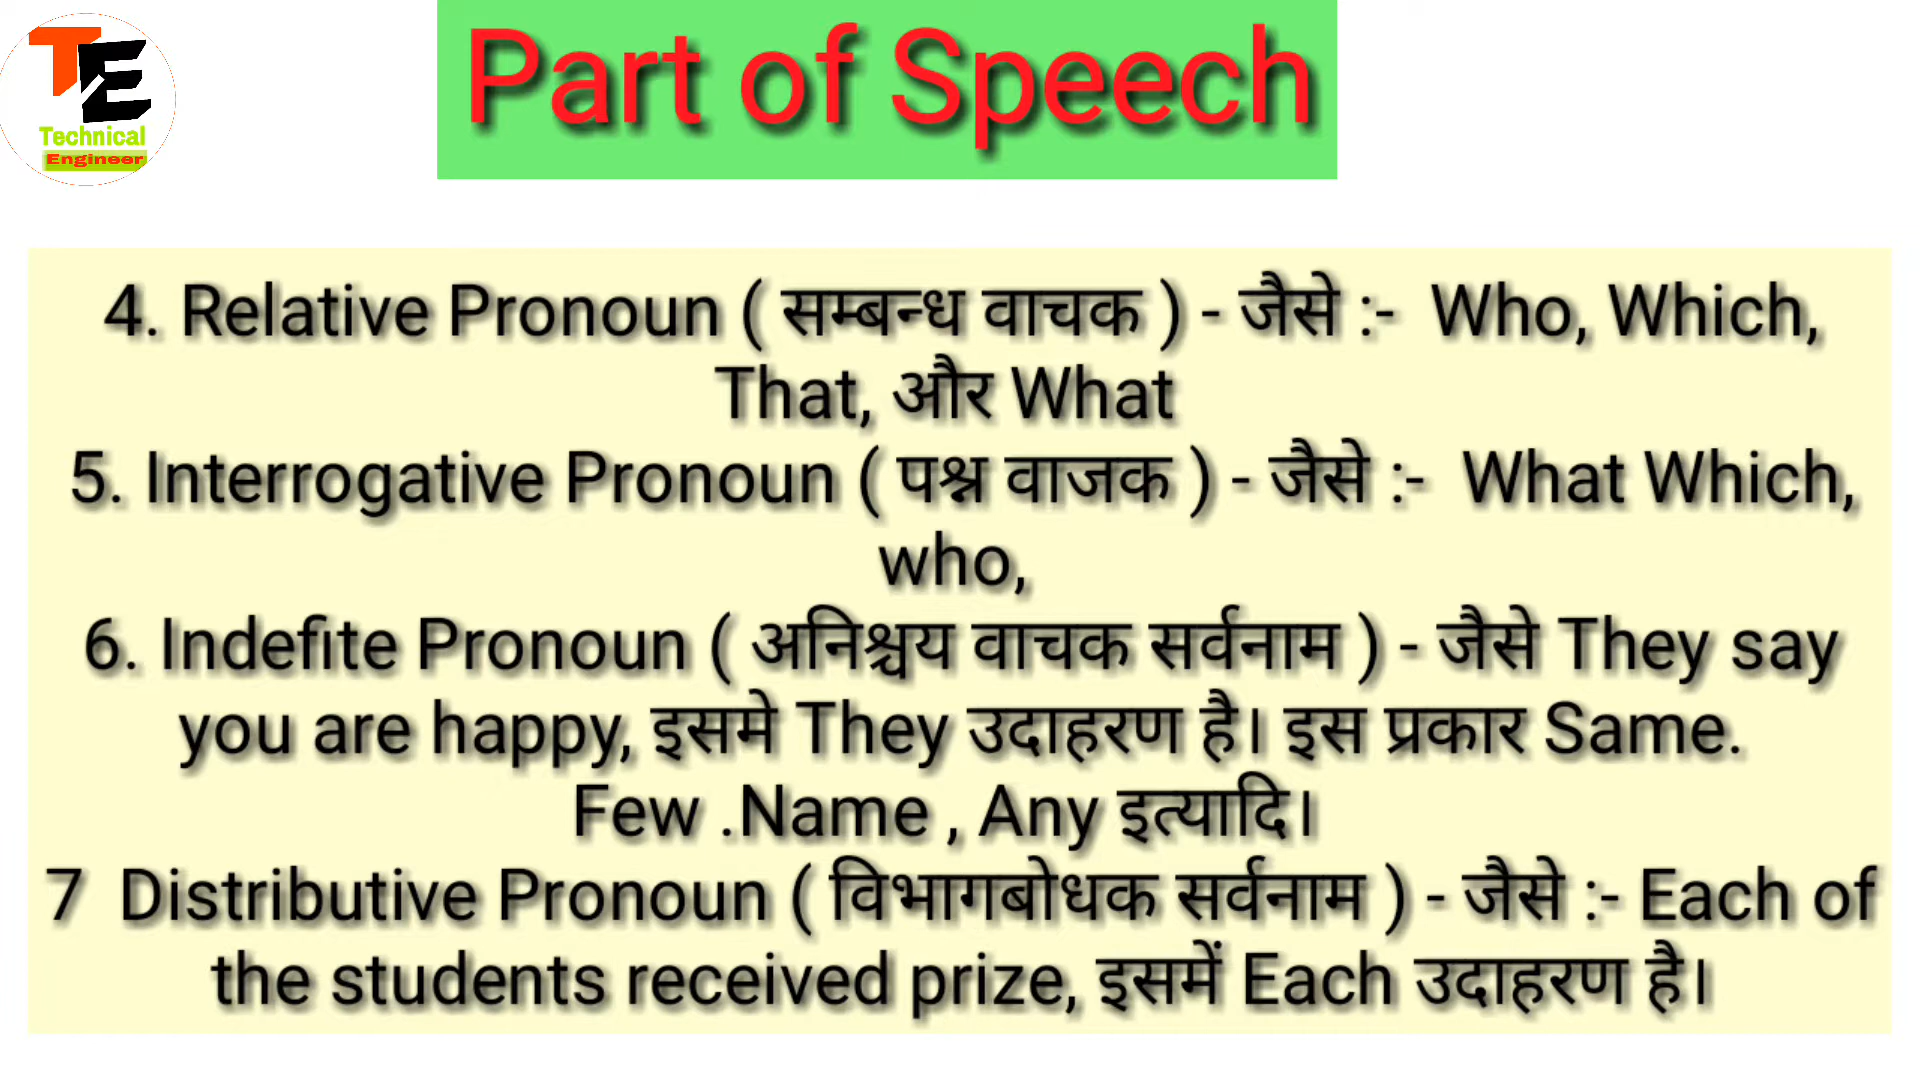 TE
Technical
Engineer
Part of Speech
4. Relative Pronoun ( सम्बन्ध वाचक ) - जैसे :- Who, Which,
That, और What
5. Interrogative Pronoun ( पश्न वाजक ) - जैसे :- What Which,
who,
6. Indefite Pronoun ( अनिश्चय वाचक सर्वनाम ) - जैसे They say
you are happy, इसमे They उदाहरण है। इस प्रकार Same.
Few .Name , Any इत्यादि।
7 Distributive Pronoun ( विभागबोधक सर्वनाम ) - जैसे :- Each of
the students received prize, इसमें Each उदाहरण है।